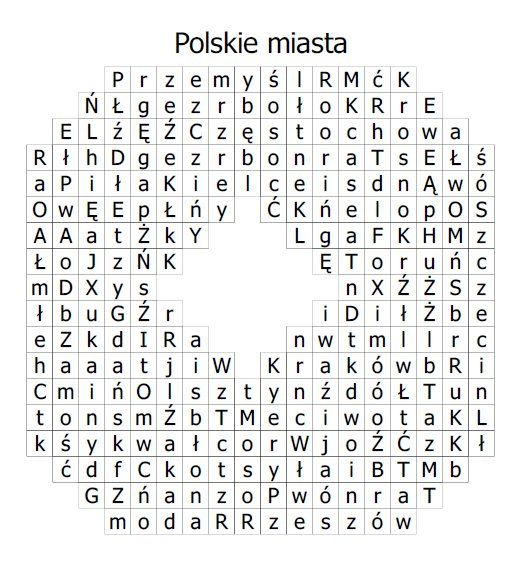 Polskie miasta
P r z e m y ś l R M ć K
Ń Ł g e z r b o ł o K R r E
E L ź Ę Ź C z ę s t o c h o w a
R ł h D g e z r b o n r a T s E Ł ś
a P i ł a K i e l c e i s d n Ą w ó
O w Ę E p Ł ń y Ć K ń e l o p O S
A A a t Ż k Y L g a F K H M z
Ł o J z Ń K Ę T o r u ń c
m D X y s n X Ź Ż S z
ł b u G Ź r i D i ł Ż b e
e Z k d I R a n w t m l l r c
h a a a t j i W K r a k ó w b R i
C m i ń O l s z t y n ź d ó Ł T u n
t o n s m Ź b T M e c i w o t a K L
k ś y k w a ł c o r W j o Ź Ć z K ł
ć d f C k o t s y ł a i B T M b
G Z ń a n z o P w ó n r a T
m o d a R R z e s z ó w